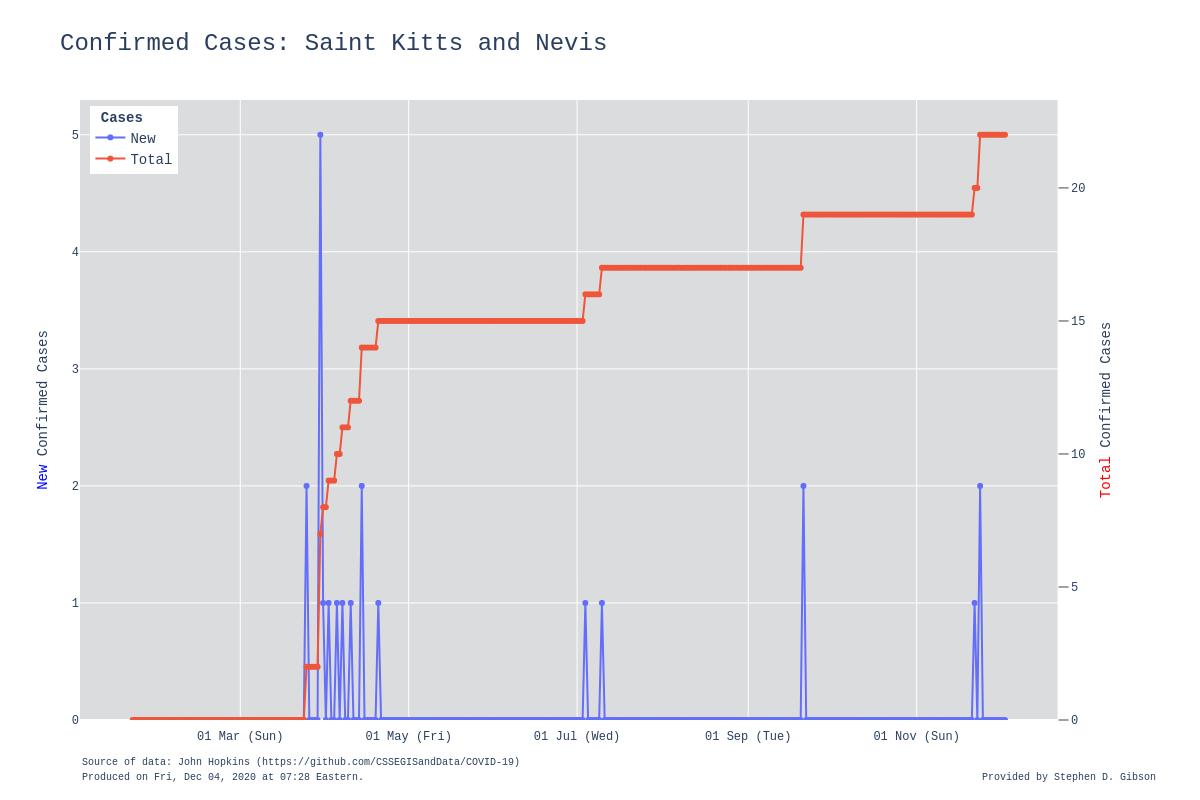 Confirmed Cases: Saint Kitts and Nevis
Cases
New
Total
5
4
3
2
1
0
New Confirmed Cases
20
15
10
5
0
Total Confirmed Cases
01 Mar (Sun)
01 May (Fri)
01 Jul (Wed)
01 Sep (Tue)
01 Nov (Sun)
Source of data: John Hopkins (https://github.com/CSSEGISandData/COVID-19)
Produced on Fri, Dec 04, 2020 at 07:28 Eastern.
Provided by Stephen D. Gibson